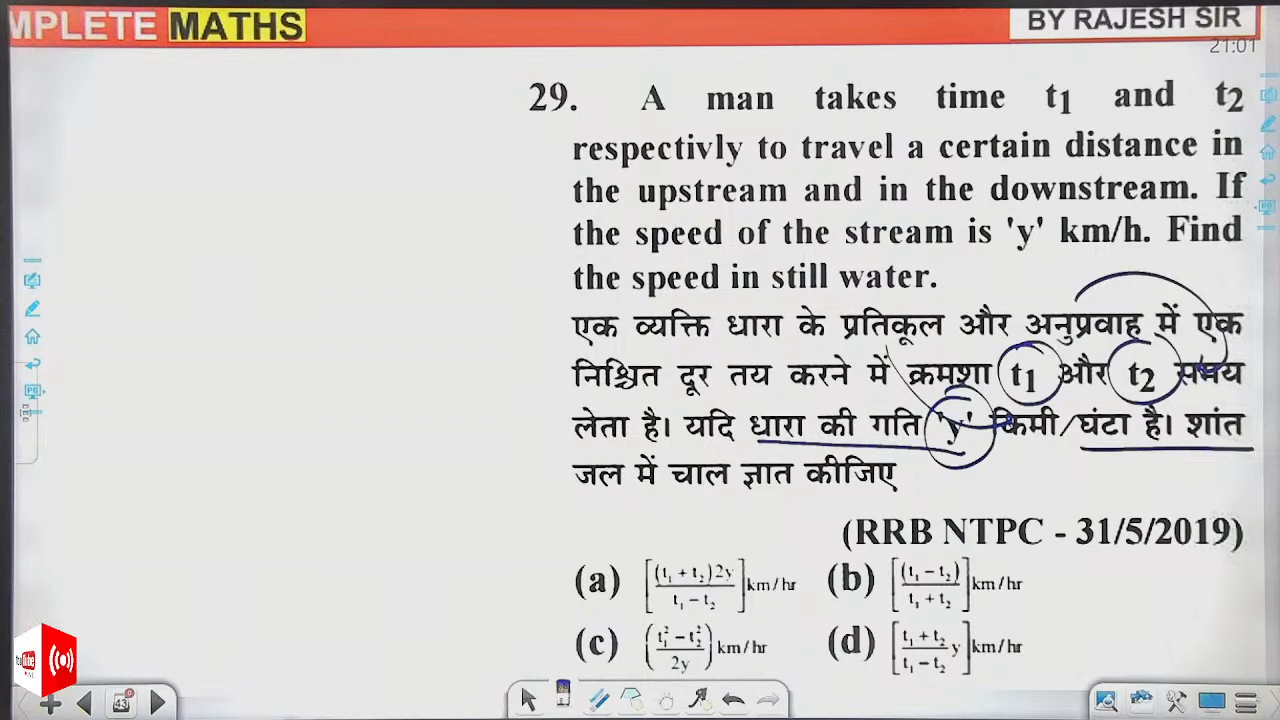 MPLETE MATHS
BY RAJESH SIR
21:01
29. A man takes time t₁ and t₂
respectivly to travel a certain distance in
the upstream and in the downstream. If
the speed of the stream is 'y' km/h. Find
the speed in still water.
एक व्यक्ति धारा के प्रतिकूल और अनुप्रवाह में एक
निश्चित दूर तय करने में क्रमशा t₁ और t₂ समय
लेता है। यदि धारा की गति 'y' किमी/घंटा है। शांत
जल में चाल ज्ञात कीजिए
(RRB NTPC - 31/5/2019)
(a) [(t₁ + t₂)2y / t₁ − t₂] km/hr (b) [(t₁ − t₂) / t₁ + t₂] km/hr
(c) (t₁² − t₂² / 2y) km/hr (d) [t₁ + t₂ / t₁ − t₂ y] km/hr
YouTube
43